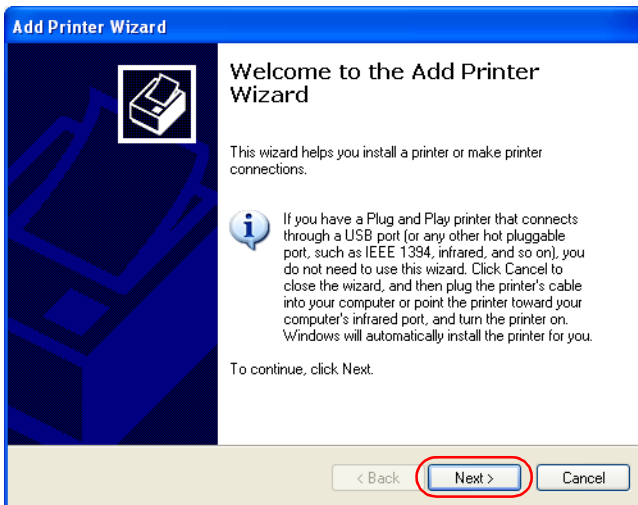 Add Printer Wizard
Welcome to the Add Printer
Wizard
This wizard helps you install a printer or make printer
connections.
If you have a Plug and Play printer that connects
through a USB port (or any other hot pluggable
port, such as IEEE 1394, infrared, and so on), you
do not need to use this wizard. Click Cancel to
close the wizard, and then plug the printer's cable
into your computer or point the printer toward your
computer's infrared port, and turn the printer on.
Windows will automatically install the printer for you.
To continue, click Next.
< Back
Next >
Cancel